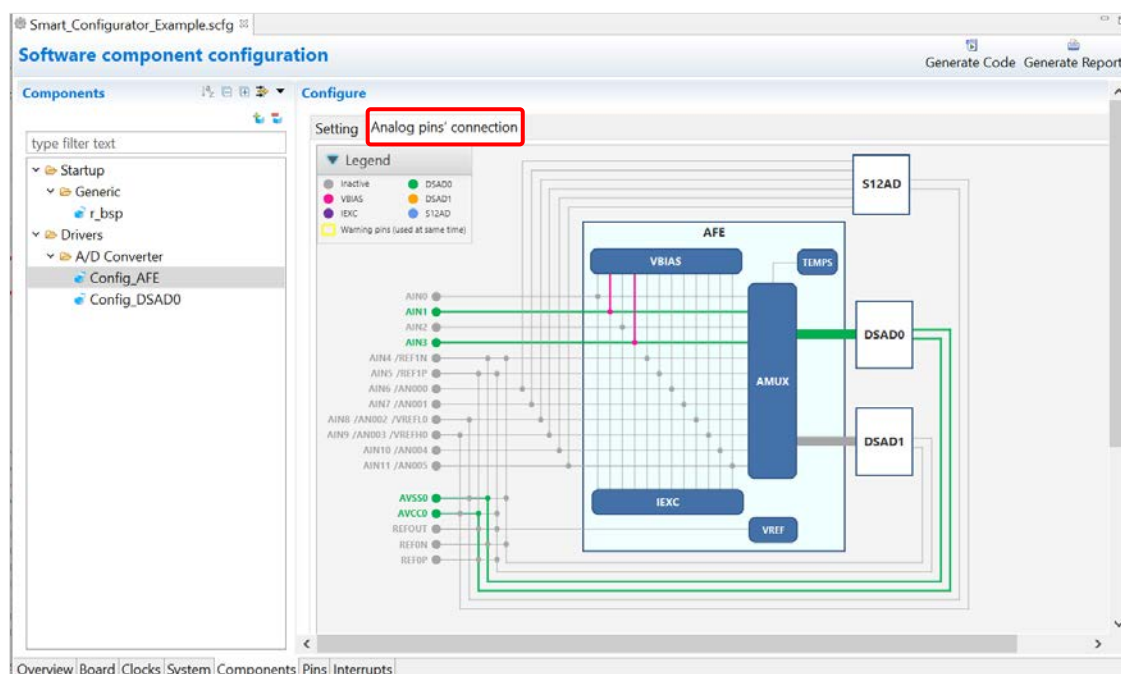 Smart_Configurator_Example.scfg
Software component configuration
Generate Code Generate Report
Components
Configure
Setting
Analog pins' connection
type filter text
Startup
Generic
r_bsp
Drivers
A/D Converter
Config_AFE
Config_DSAD0
Legend
Inactive
DSAD0
VBIAS
DSAD1
IEXC
S12AD
Warning pins (used at same time)
S12AD
AFE
VBIAS
TEMPS
AIN0
AIN1
AIN2
AIN3
AIN4 /REF1N
AIN5 /REF1P
AIN6 /AN000
AIN7 /AN001
AIN8 /AN002 /VREFL0
AIN9 /AN003 /VREFH0
AIN10 /AN004
AIN11 /AN005
DSAD0
AMUX
DSAD1
AVSS0
AVCC0
REFOUT
REF0N
REF0P
IEXC
VREF
Overview Board Clocks System Components Pins Interrupts